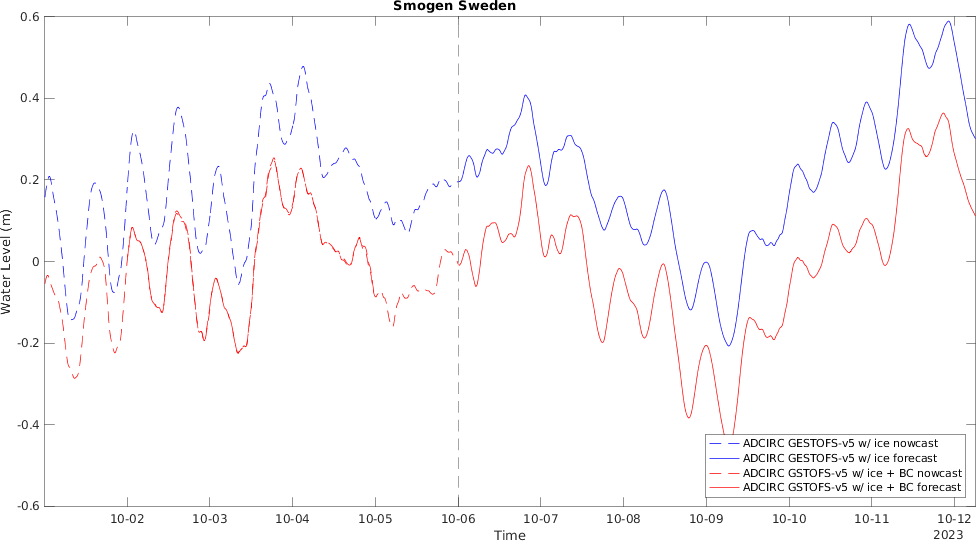 Smogen Sweden
Water Level (m)
0.6
0.4
0.2
0
-0.2
-0.4
-0.6
ADCIRC GESTOFS-v5 w/ ice nowcast
ADCIRC GESTOFS-v5 w/ ice forecast
ADCIRC GSTOFS-v5 w/ ice + BC nowcast
ADCIRC GSTOFS-v5 w/ ice + BC forecast
10-02 10-03 10-04 10-05 10-06 10-07 10-08 10-09 10-10 10-11 10-12
Time
2023